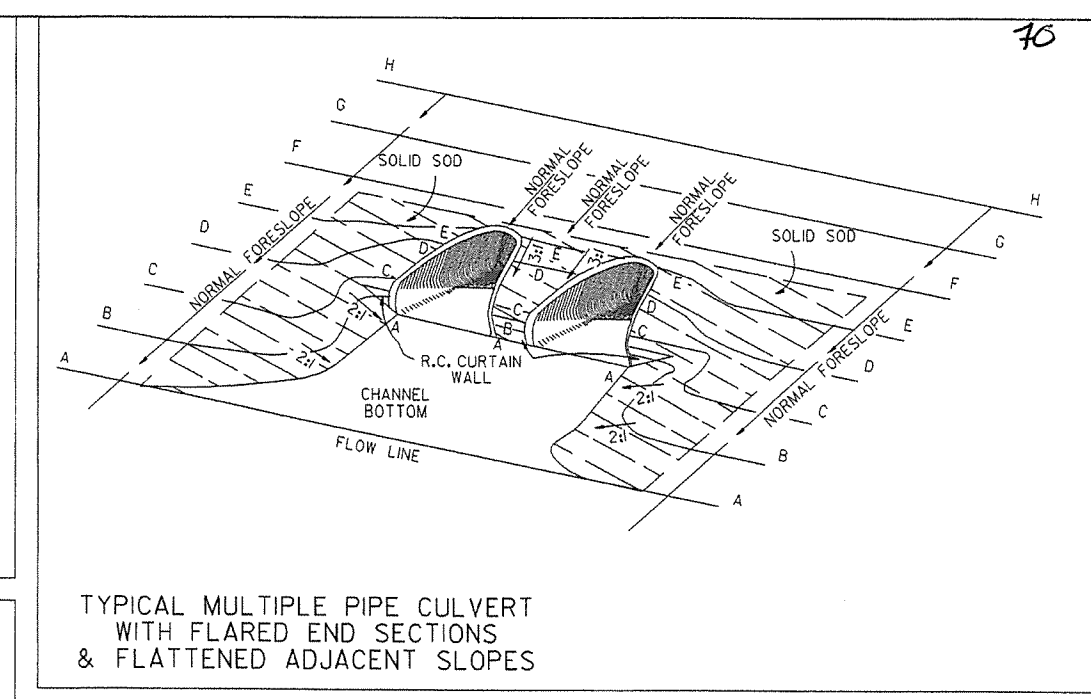 70
H
G
F
E
D
C
B
A
SOLID SOD
NORMAL FORESLOPE
NORMAL
FORESLOPE
NORMAL
FORESLOPE
NORMAL
FORESLOPE
SOLID SOD
H
G
F
E
D
C
B
A
NORMAL FORESLOPE
E
D
C
A
3:1
E
D
C
B
A
3:1
E
D
C
A
2:1
2:1
2:1
2:1
R.C. CURTAIN
WALL
CHANNEL
BOTTOM
FLOW LINE
TYPICAL MULTIPLE PIPE CULVERT
WITH FLARED END SECTIONS
& FLATTENED ADJACENT SLOPES